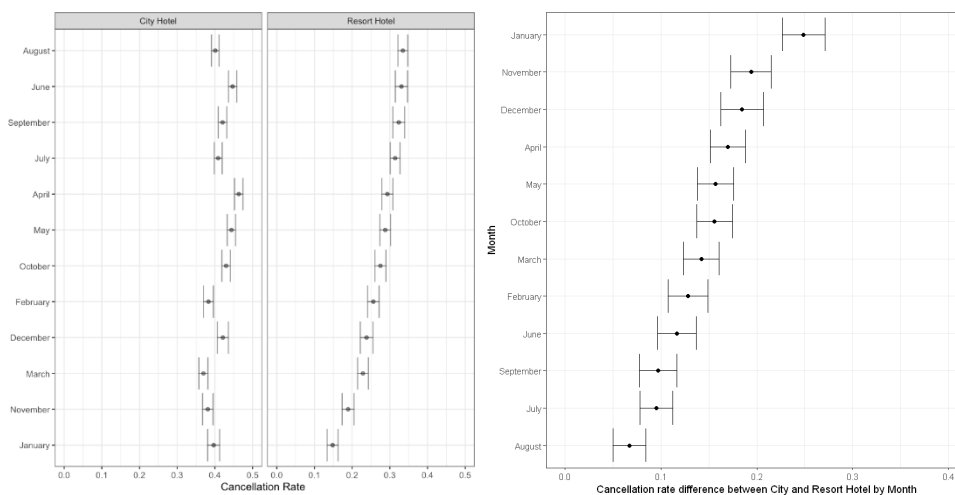 City Hotel
Resort Hotel
August
June
September
July
April
May
October
February
December
March
November
January
0.0 0.1 0.2 0.3 0.4 0.5 0.0 0.1 0.2 0.3 0.4 0.5
Cancellation Rate
Month
January
November
December
April
May
October
March
February
June
September
July
August
0.0 0.1 0.2 0.3 0.4
Cancellation rate difference between City and Resort Hotel by Month